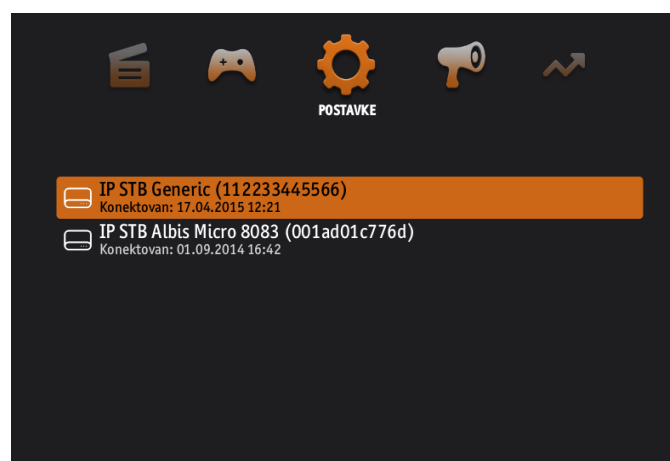 POSTAVKE
IP STB Generic (112233445566)
Konektovan: 17.04.2015 12:21
IP STB Albis Micro 8083 (001ad01c776d)
Konektovan: 01.09.2014 16:42